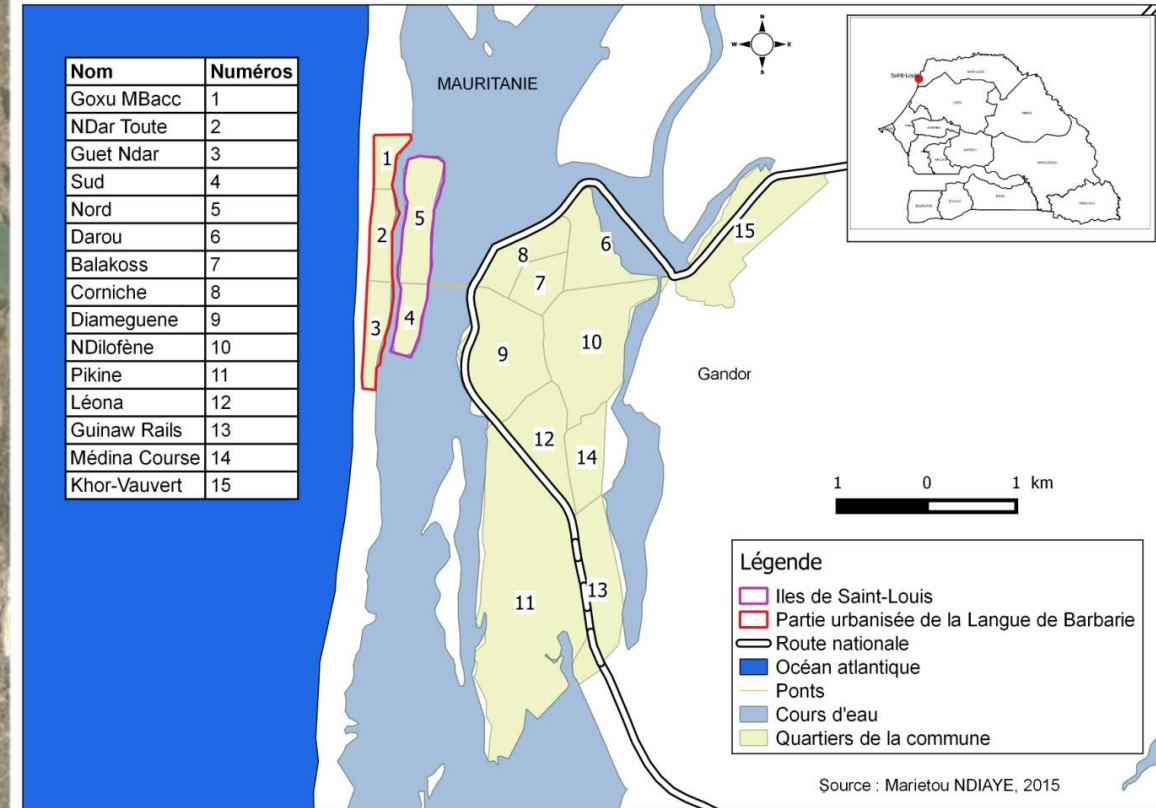 Nom Numéros
Goxu MBacc 1
NDar Toute 2
Guet Ndar 3
Sud 4
Nord 5
Darou 6
Balakoss 7
Corniche 8
Diameguene 9
NDilofène 10
Pikine 11
Léona 12
Guinaw Rails 13
Médina Course 14
Khor-Vauvert 15
MAURITANIE
N
W E
S
Saint-Louis
1
5
2
15
6
8
7
4
3
9
10
Gandor
12
14
11
13
1 0 1 km
Légende
Iles de Saint-Louis
Partie urbanisée de la Langue de Barbarie
Route nationale
Océan atlantique
Ponts
Cours d'eau
Quartiers de la commune
Source : Marietou NDIAYE, 2015